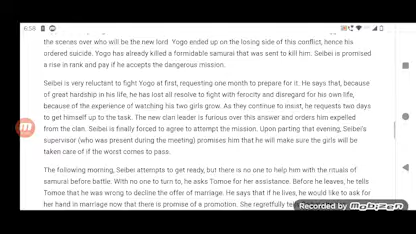 6:58
the scenes over who will be the new lord. Yogo ended up on the losing side of this conflict, hence his
ordered suicide. Yogo has already killed a formidable samurai that was sent to kill him. Seibei is promised
a rise in rank and pay if he accepts the dangerous mission.
Seibei is very reluctant to fight Yogo at first, requesting one month to prepare for it. He says that, because
of great hardship in his life, he has lost all resolve to fight with ferocity and disregard for his own life,
because of the experience of watching his two girls grow. As they continue to insist, he requests two days
to get himself up to the task. The new clan leader is furious over this answer and orders him expelled
from the clan. Seibei is finally forced to agree to attempt the mission. Upon parting that evening, Seibei's
supervisor (who was present during the meeting) promises him that he will make sure the girls will be
taken care of if the worst comes to pass.
The following morning, Seibei attempts to get ready, but there is no one to help him with the rituals of
samurai before battle. With no one to turn to, he asks Tomoe for her assistance. Before he leaves, he tells
Tomoe that he was wrong to decline the offer of marriage. He says that if he lives, he would like to ask for
her hand in marriage now that there is promise of a promotion. She regretfully
Recorded by Mobizen